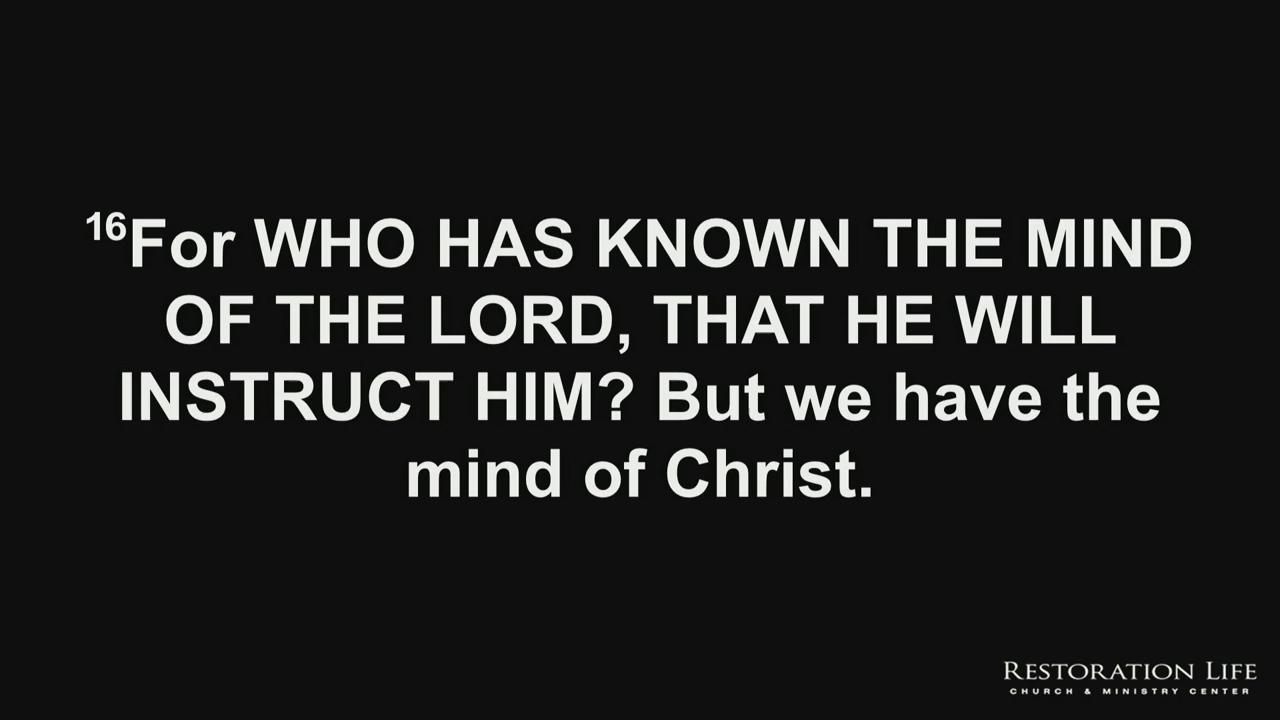 16For WHO HAS KNOWN THE MIND
OF THE LORD, THAT HE WILL
INSTRUCT HIM? But we have the
mind of Christ.
RESTORATION LIFE
CHURCH & MINISTRY CENTER